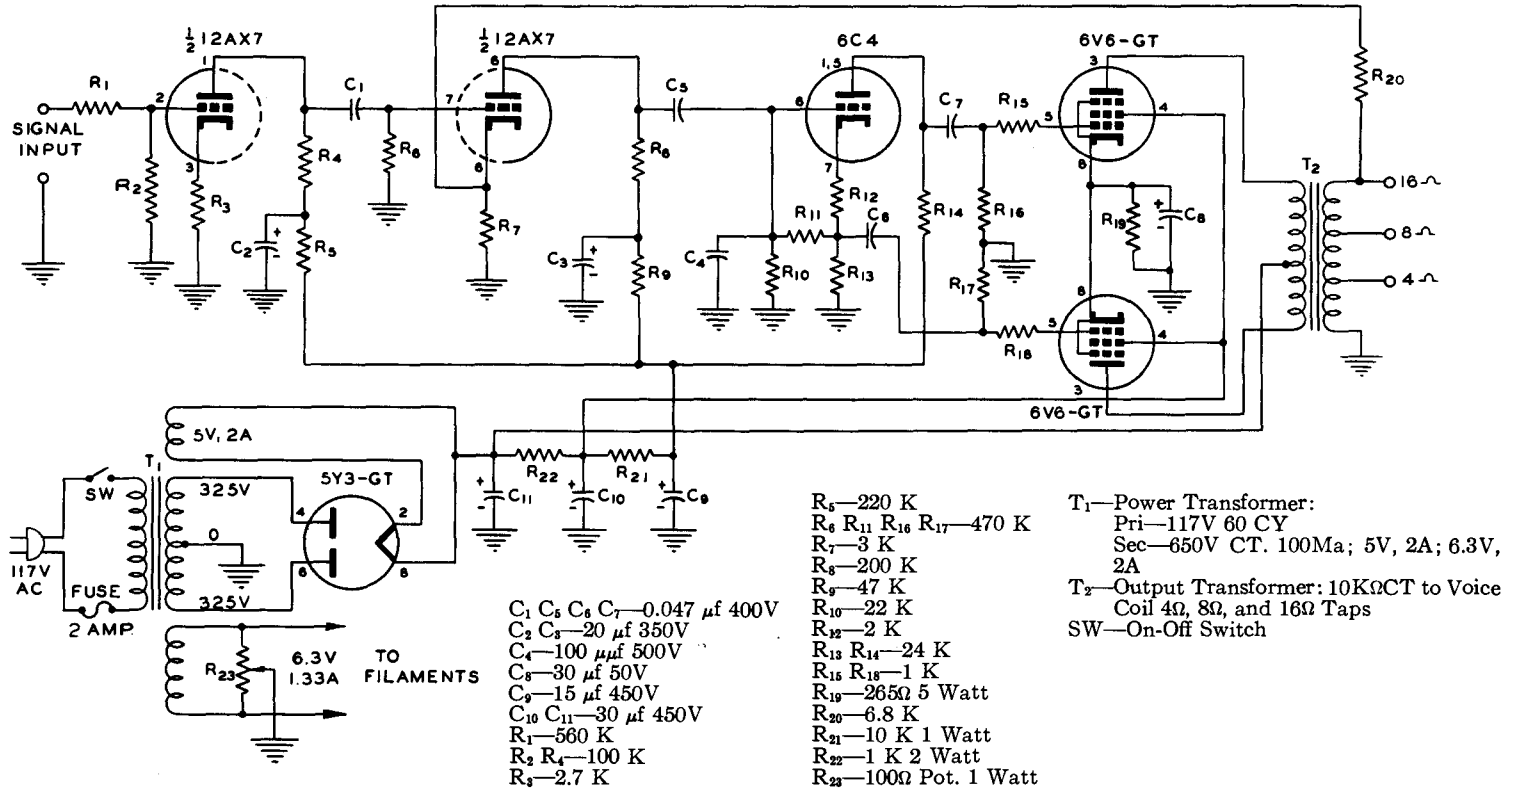 ½ 12AX7
½ 12AX7
6C4
6V6-GT
R1
1
2
3
SIGNAL
INPUT
R2
R3
R4
C2
+
-
R5
C1
R6
7
6
6
R7
C5
R6
C3
+
-
R9
1,5
6
7
R12
R11
C6
C4
R10
R13
R14
C7
R15
R16
R17
R18
3
5
4
8
R19
+
-
C8
8
5
4
3
6V6-GT
R20
T2
16Ω
8Ω
4Ω
5V, 2A
T1
5Y3-GT
SW
325V
4
2
0
6
8
325V
117V
AC
FUSE
2 AMP.
R23
6.3V
1.33A
TO
FILAMENTS
R22
R21
+
-
C11
+
-
C10
+
-
C9
C1 C5 C6 C7—0.047 μf 400V
C2 C3—20 μf 350V
C4—100 μμf 500V
C8—30 μf 50V
C9—15 μf 450V
C10 C11—30 μf 450V
R1—560 K
R2 R4—100 K
R3—2.7 K
R5—220 K
R6 R11 R16 R17—470 K
R7—3 K
R8—200 K
R9—47 K
R10—22 K
R12—2 K
R13 R14—24 K
R15 R18—1 K
R19—265Ω 5 Watt
R20—6.8 K
R21—10 K 1 Watt
R22—1 K 2 Watt
R23—100Ω Pot. 1 Watt
T1—Power Transformer:
Pri—117V 60 CY
Sec—650V CT. 100Ma; 5V, 2A; 6.3V,
2A
T2—Output Transformer: 10KΩCT to Voice
Coil 4Ω, 8Ω, and 16Ω Taps
SW—On-Off Switch